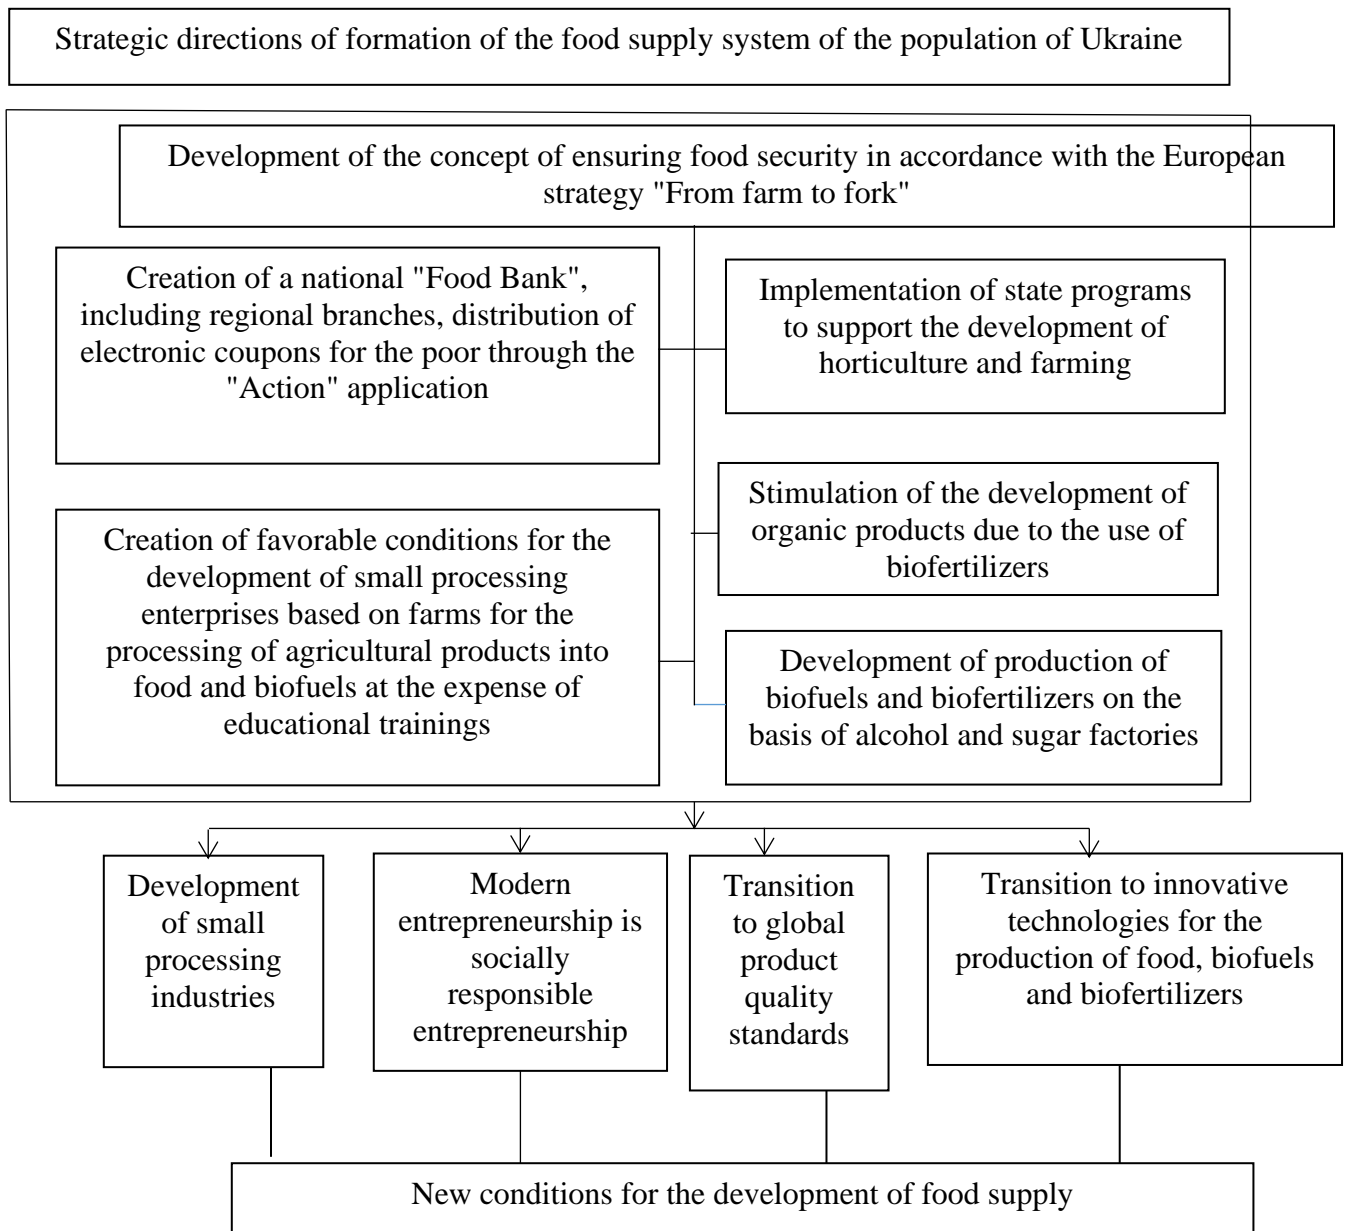 Strategic directions of formation of the food supply system of the population of Ukraine
Development of the concept of ensuring food security in accordance with the European
strategy "From farm to fork"
Creation of a national "Food Bank",
including regional branches, distribution of
electronic coupons for the poor through the
"Action" application
Implementation of state programs
to support the development of
horticulture and farming
Stimulation of the development of
organic products due to the use of
biofertilizers
Creation of favorable conditions for the
development of small processing
enterprises based on farms for the
processing of agricultural products into
food and biofuels at the expense of
educational trainings
Development of production of
biofuels and biofertilizers on the
basis of alcohol and sugar factories
Development
of small
processing
industries
Modern
entrepreneurship is
socially
responsible
entrepreneurship
Transition
to global
product
quality
standards
Transition to innovative
technologies for the
production of food, biofuels
and biofertilizers
New conditions for the development of food supply